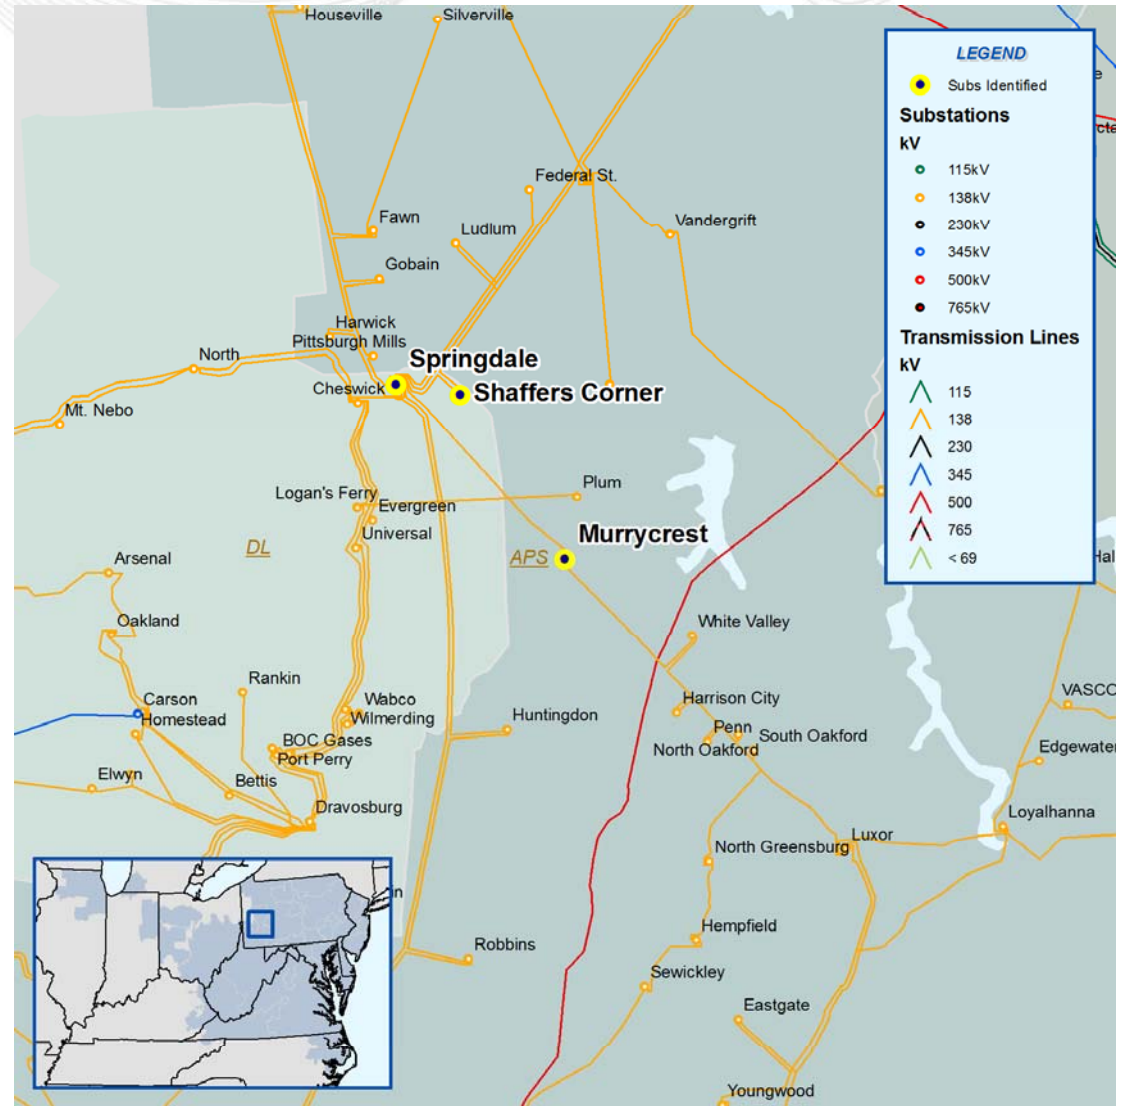 Houseville
Silverville
LEGEND
Subs Identified
Substations
kV
115kV
138kV
230kV
345kV
500kV
765kV
Transmission Lines
kV
115
138
230
345
500
765
< 69
Federal St.
Fawn
Ludlum
Vandergrift
Gobain
Harwick
Pittsburgh Mills
North
Springdale
Cheswick
Shaffers Corner
Mt. Nebo
Plum
Logan's Ferry
Evergreen
Universal
Murrycrest
DL
APS
Arsenal
Oakland
White Valley
Rankin
Carson
Homestead
Wabco
Wilmerding
Huntingdon
Harrison City
VASCO
Penn
South Oakford
North Oakford
BOC Gases
Port Perry
Edgewater
Elwyn
Bettis
Dravosburg
Loyalhanna
Luxor
North Greensburg
Hempfield
Robbins
Sewickley
Eastgate
Youngwood